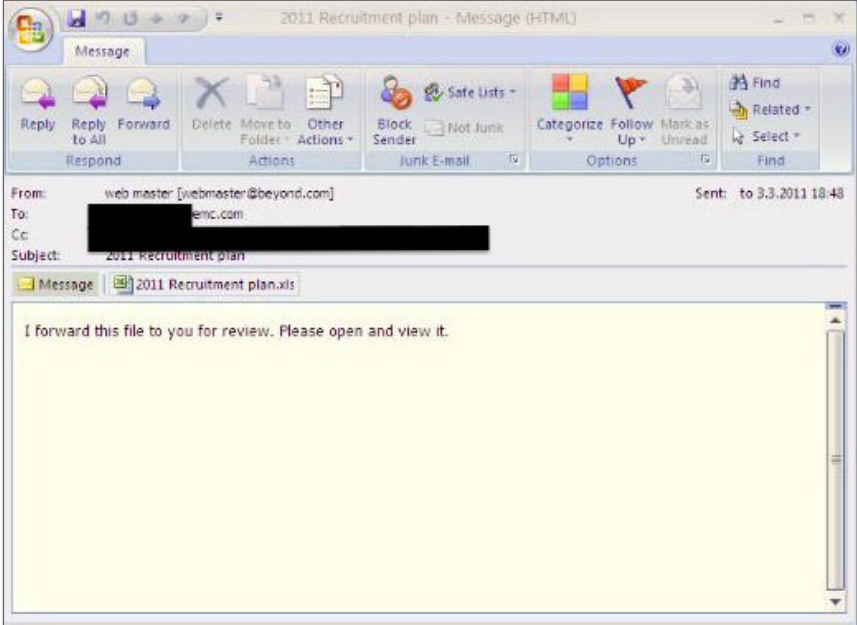 2011 Recruitment plan - Message (HTML)
Message
Reply Reply to All Forward Delete Move to Folder Other Actions Block Sender Safe Lists Not Junk Categorize Follow Up Mark as Unread Find Related Select
Respond Actions Junk E-mail Options Find
From: web master [webmaster@beyond.com] Sent: to 3.3.2011 18:48
To: emc.com
Cc:
Subject: 2011 Recruitment plan
Message 2011 Recruitment plan.xls
I forward this file to you for review. Please open and view it.